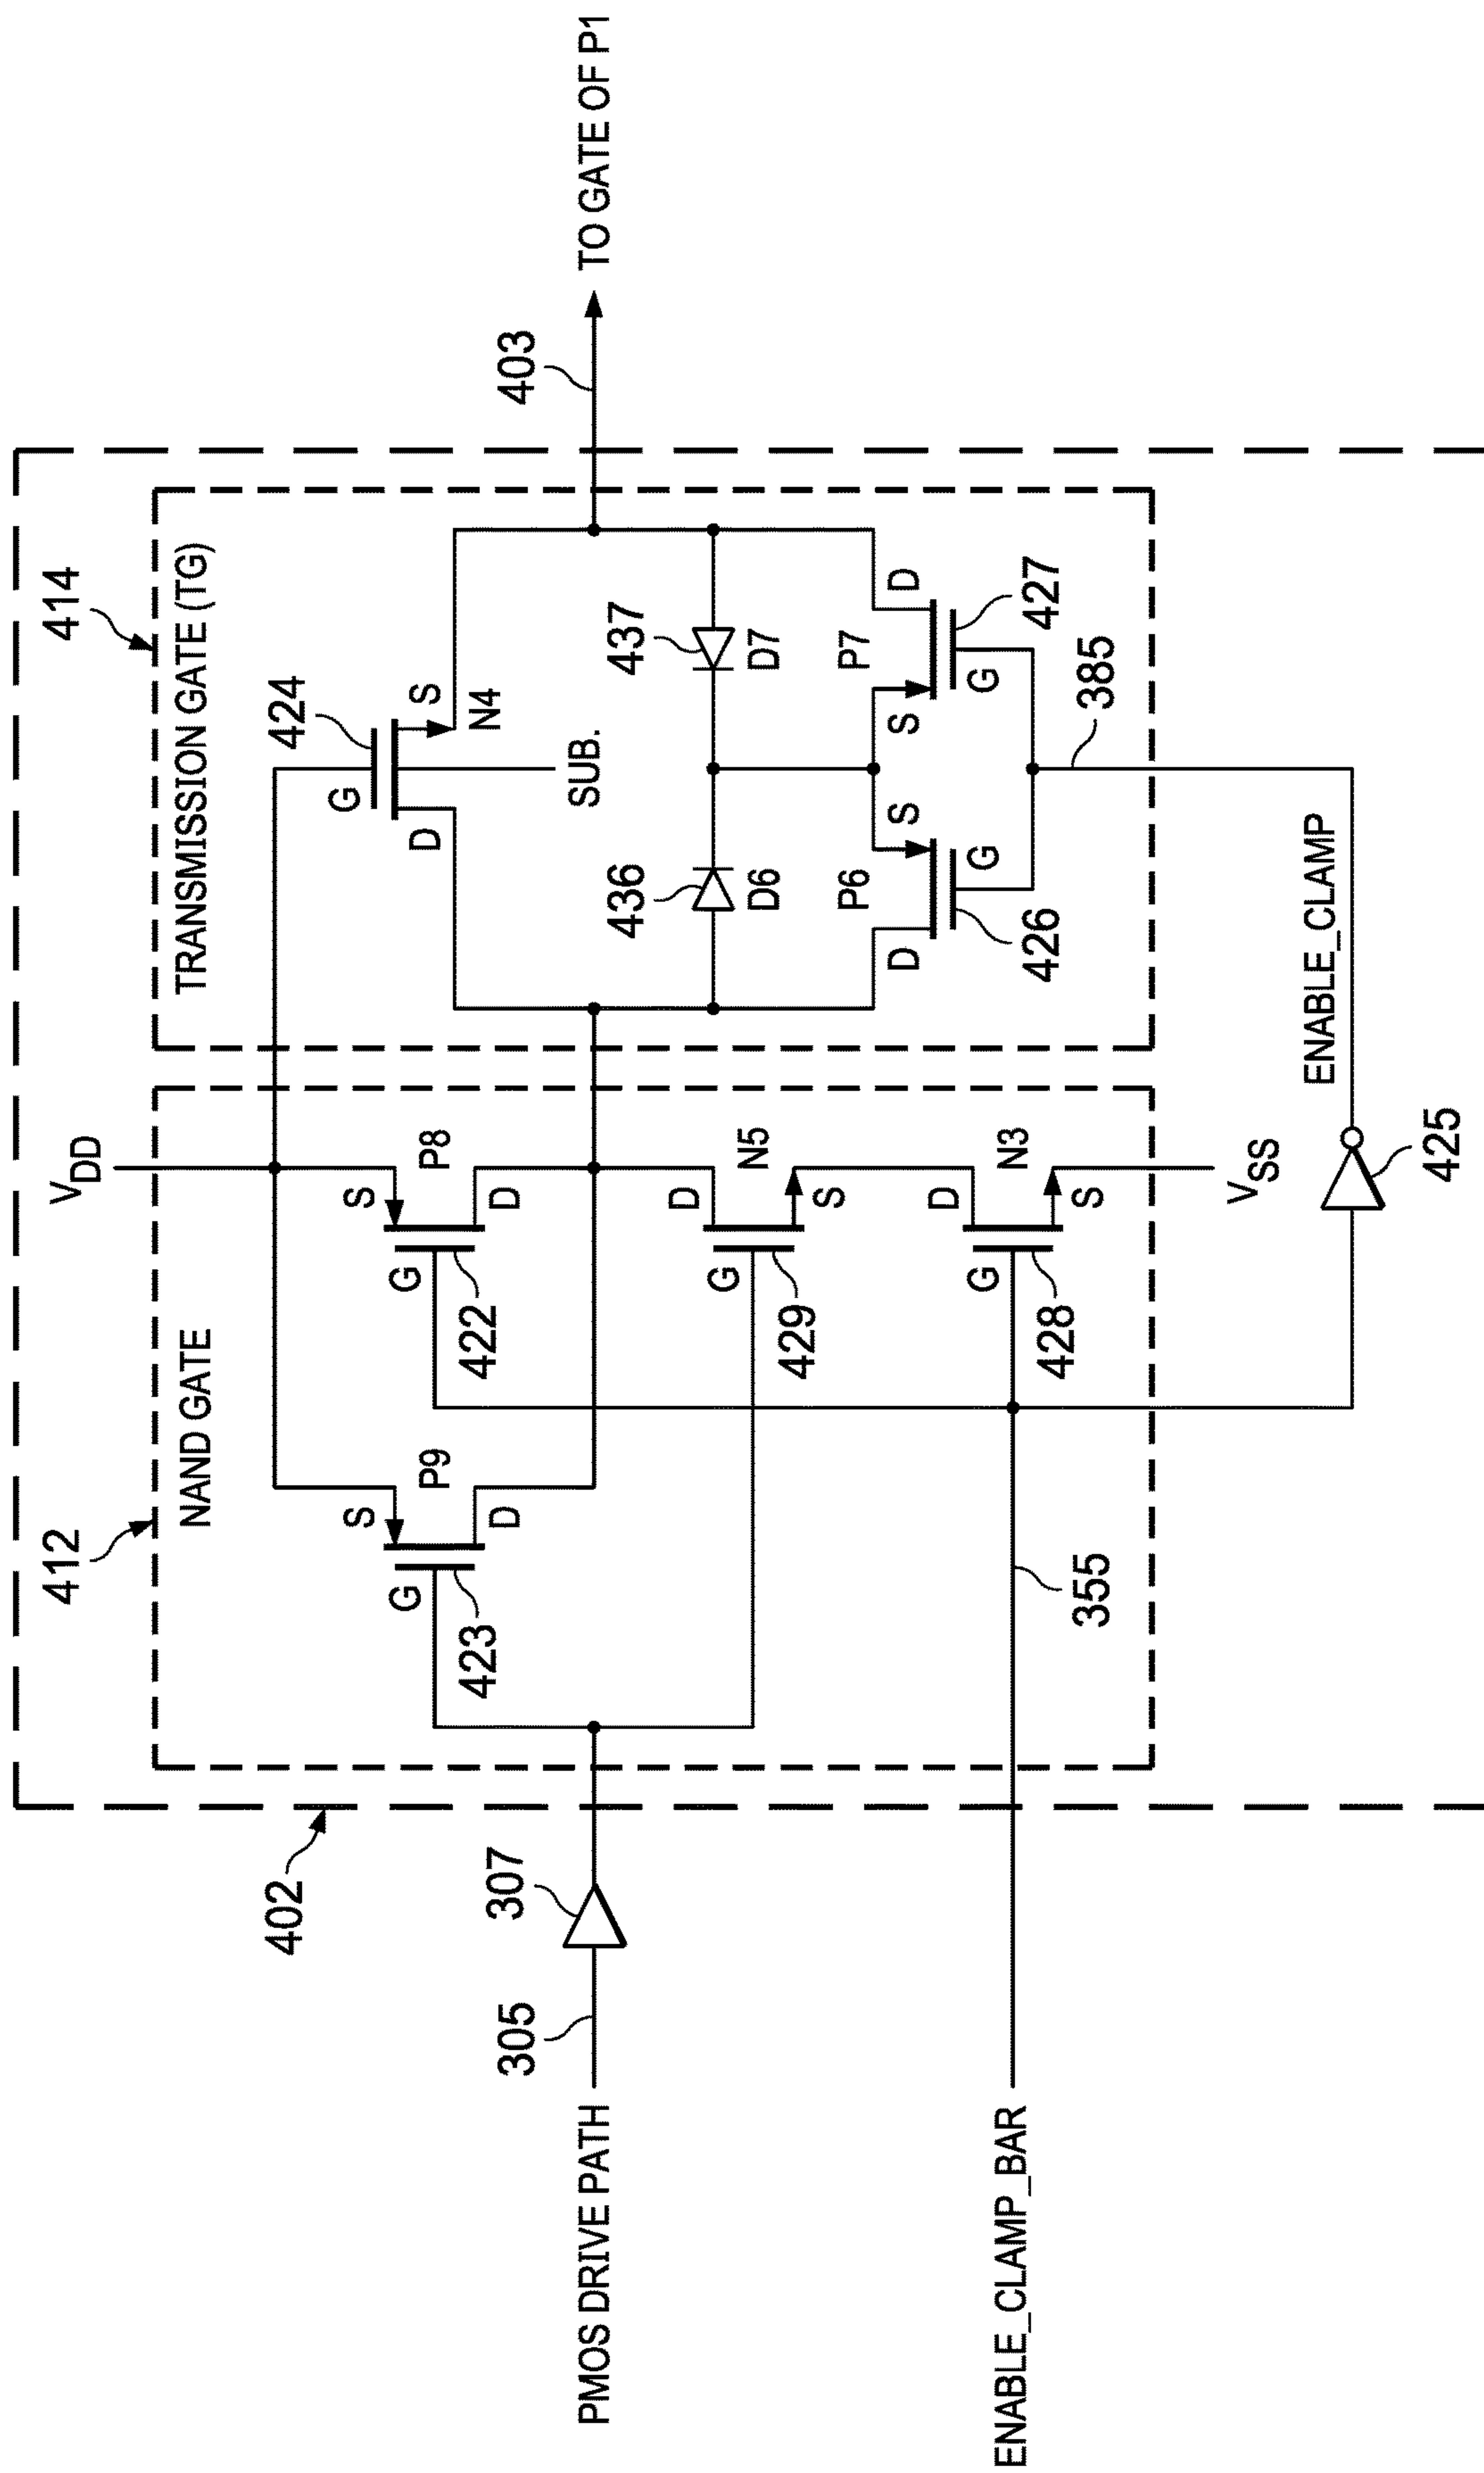 402
412
NAND GATE
414
TRANSMISSION GATE (TG)
VDD
424
G
D
S
N4
SUB.
403
TO GATE OF P1
S
P9
G
D
423
S
P8
G
D
422
436
D6
437
D7
PMOS DRIVE PATH
305
307
D
N5
G
S
429
P6
S
D
G
426
P7
S
D
G
427
D
N3
G
S
428
385
ENABLE_CLAMP_BAR
355
VSS
ENABLE_CLAMP
425